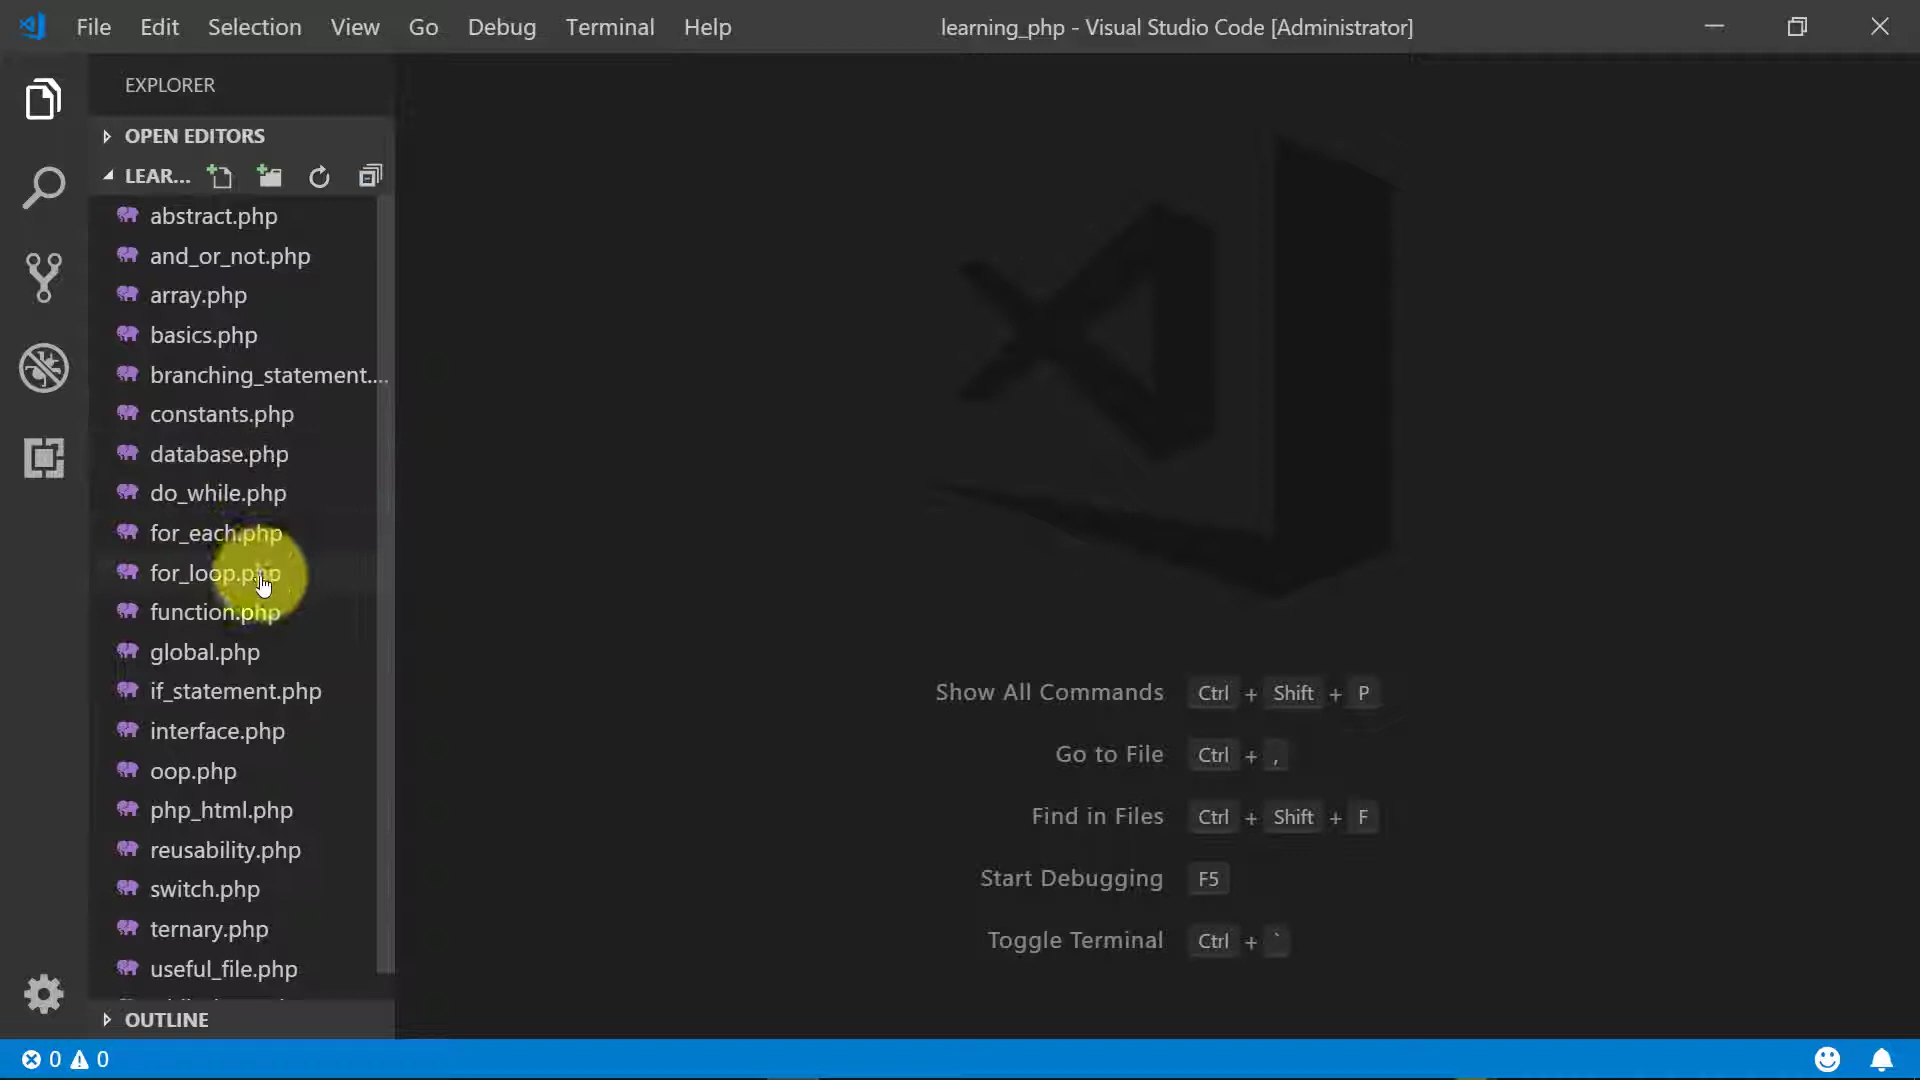 File Edit Selection View Go Debug Terminal Help
learning_php - Visual Studio Code [Administrator]
EXPLORER
OPEN EDITORS
LEAR...
abstract.php
and_or_not.php
array.php
basics.php
branching_statement....
constants.php
database.php
do_while.php
for_each.php
for_loop.php
function.php
global.php
if_statement.php
interface.php
oop.php
php_html.php
reusability.php
switch.php
ternary.php
useful_file.php
OUTLINE
Show All Commands Ctrl + Shift + P
Go to File Ctrl + ,
Find in Files Ctrl + Shift + F
Start Debugging F5
Toggle Terminal Ctrl + `
0 0